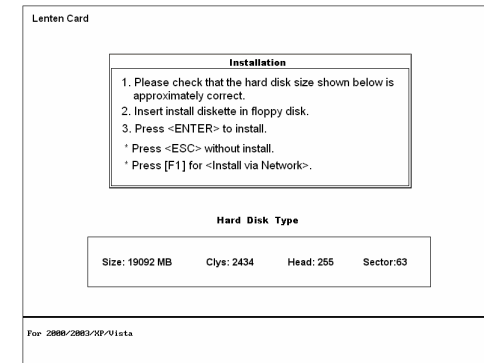 Lenten Card
Installation
1. Please check that the hard disk size shown below is
approximately correct.
2. Insert install diskette in floppy disk.
3. Press <ENTER> to install.
* Press <ESC> without install.
* Press [F1] for <Install via Network>.
Hard Disk Type
Size: 19092 MB Clys: 2434 Head: 255 Sector:63
For 2000/2003/XP/Vista